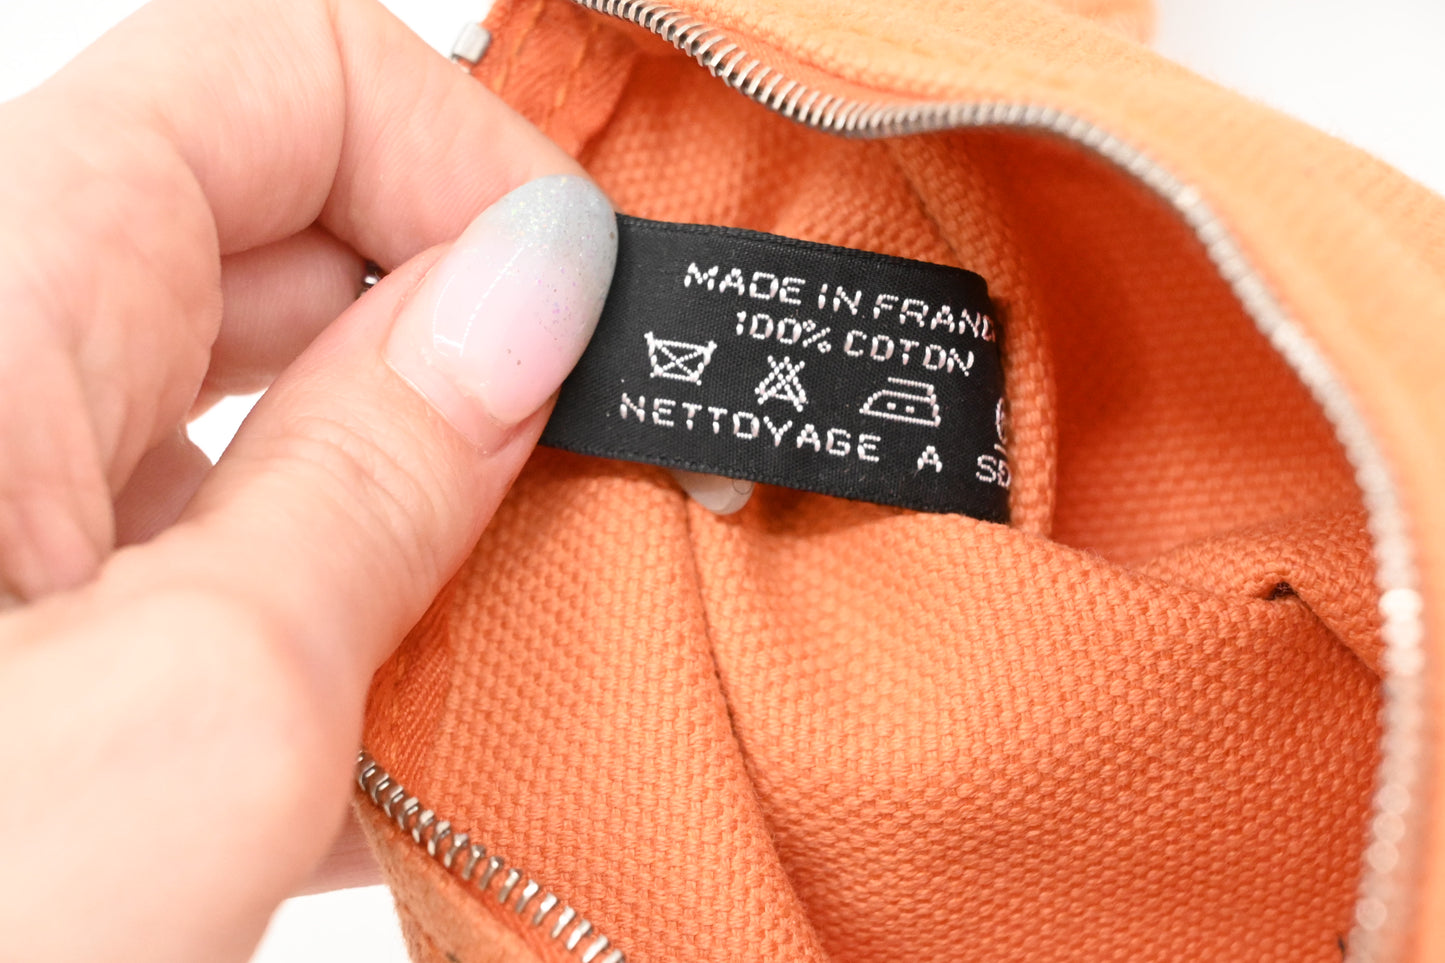 MADE IN FRANC
100% COTON
NETTOYAGE A